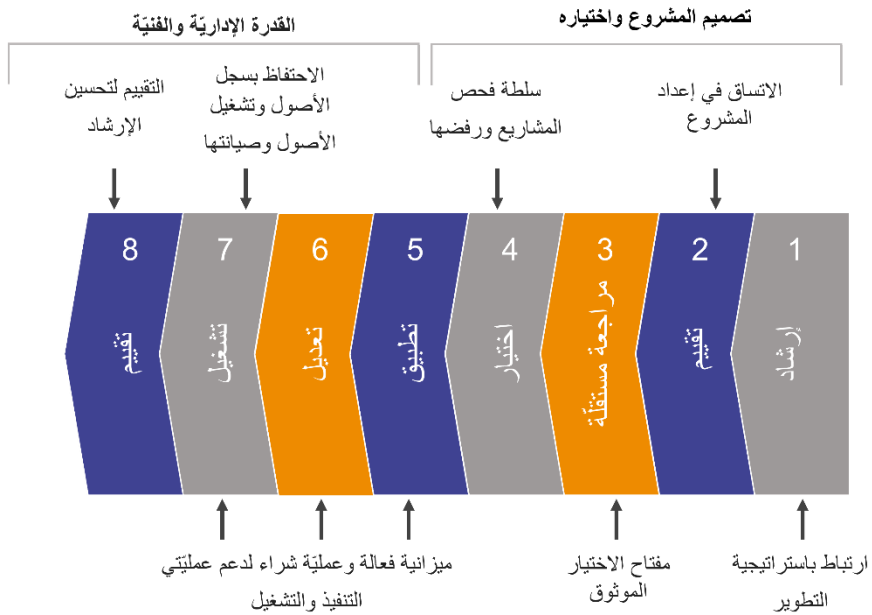 تصميم المشروع واختياره
القدرة الإداريّة والفنيّة
الاتساق في إعداد
المشروع
سلطة فحص
المشاريع ورفضها
الاحتفاظ بسجل
الأصول وتشغيل
الأصول وصيانتها
التقييم لتحسين
الإرشاد
1
إرشاد
2
تقييم
3
مراجعة مستقلّة
4
اختيار
5
تطبيق
6
تعديل
7
تشغيل
8
تقييم
ارتباط باستراتيجية
التطوير
مفتاح الاختيار
الموثوق
ميزانية فعالة وعمليّة شراء لدعم عمليّتي
التنفيذ والتشغيل